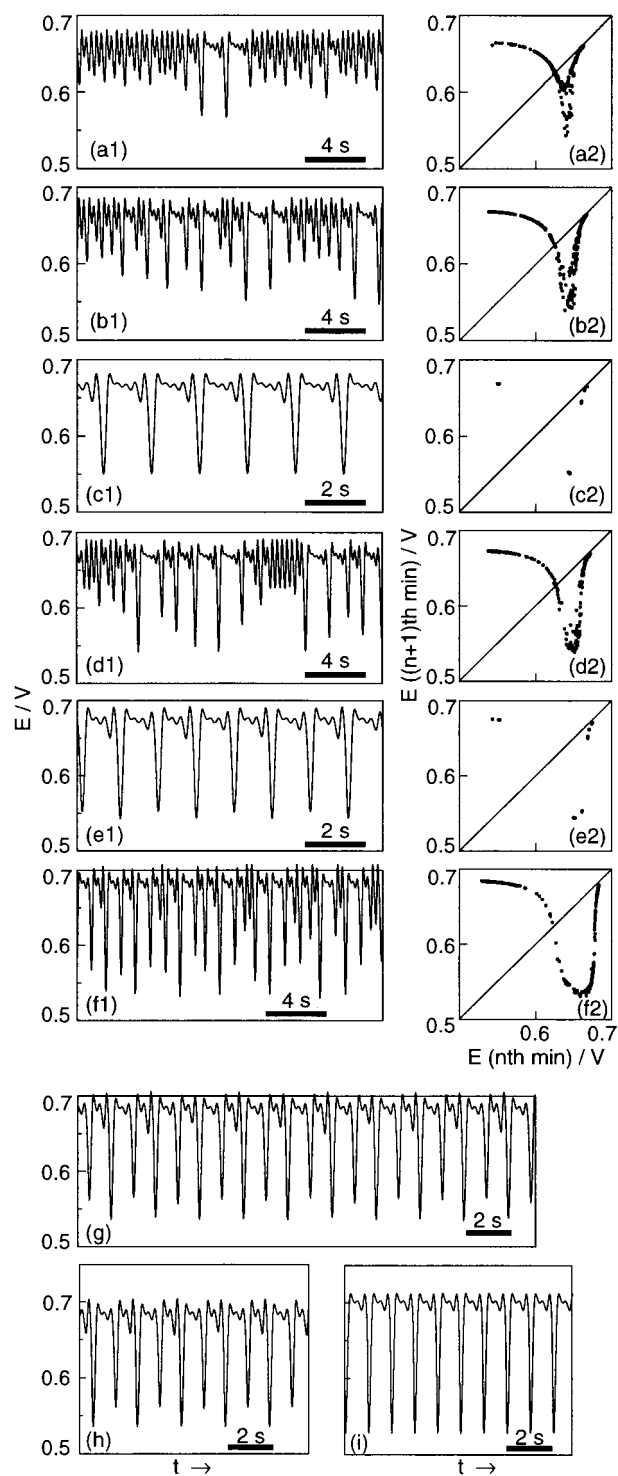 0.7
0.6
0.5
(a1)
4 s
0.7
0.6
0.5
(a2)
0.7
0.6
0.5
(b1)
4 s
0.7
0.6
0.5
(b2)
0.7
0.6
0.5
(c1)
2 s
0.7
0.6
0.5
(c2)
0.7
0.6
0.5
(d1)
4 s
0.7
0.6
0.5
(d2)
E / V
E ((n+1)th min) / V
0.7
0.6
0.5
(e1)
2 s
0.7
0.6
0.5
(e2)
0.7
0.6
0.5
(f1)
4 s
0.7
0.6
0.5
(f2)
0.6
0.7
E (nth min) / V
0.7
0.6
0.5
(g)
2 s
0.7
0.6
0.5
(h)
2 s
(i)
2 s
t →
t →